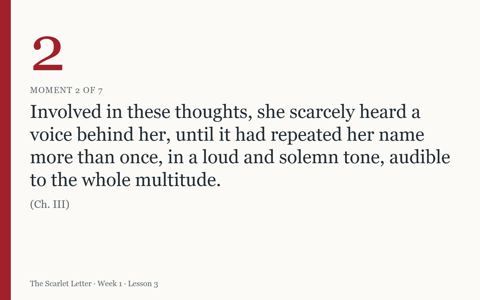 2
MOMENT 2 OF 7
Involved in these thoughts, she scarcely heard a
voice behind her, until it had repeated her name
more than once, in a loud and solemn tone, audible
to the whole multitude.
(Ch. III)
The Scarlet Letter · Week 1 · Lesson 3